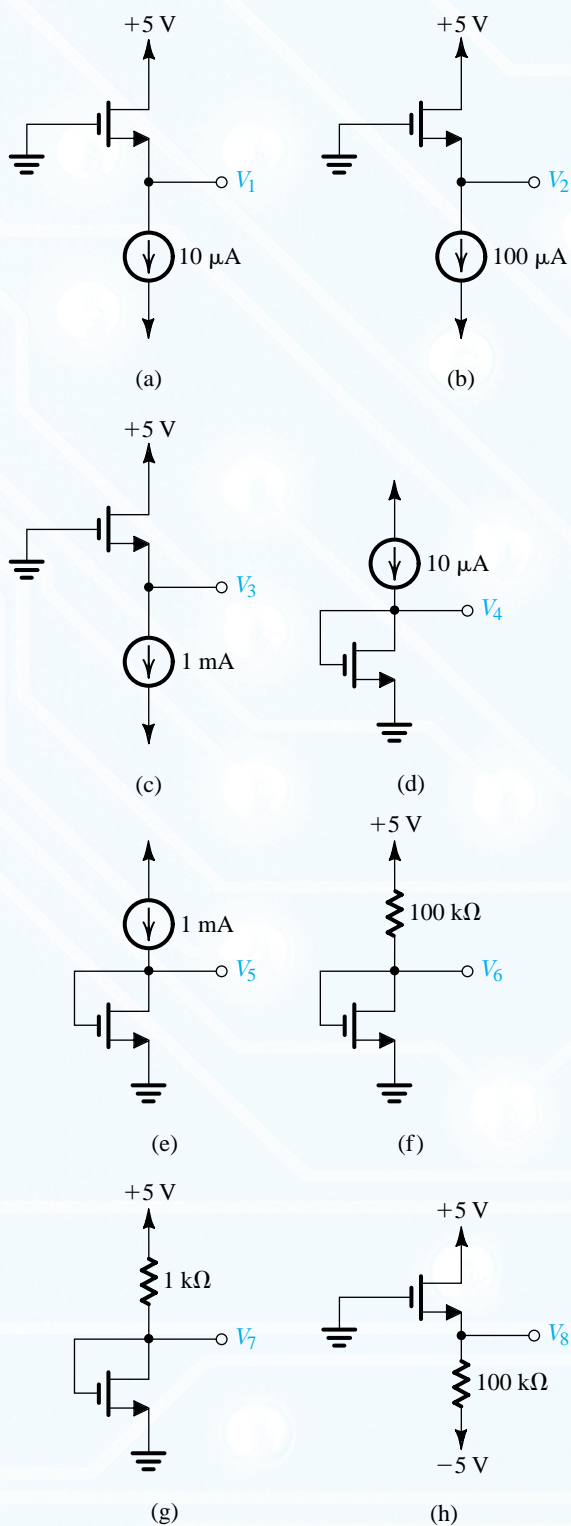 +5 V
+5 V
V1
V2
10 µA
100 µA
(a)
(b)
+5 V
10 µA
V3
V4
1 mA
(c)
(d)
+5 V
1 mA
100 kΩ
V5
V6
(e)
(f)
+5 V
+5 V
1 kΩ
V7
V8
100 kΩ
−5 V
(g)
(h)